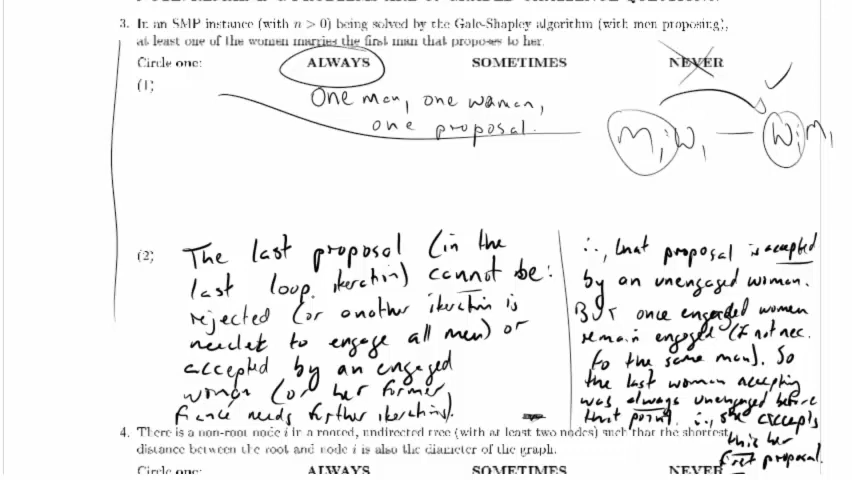 3. In an SMP instance (with n > 0) being solved by the Gale-Shapley algorithm (with men proposing),
at least one of the women marries the first man that proposes to her.
Circle one: ALWAYS SOMETIMES NEVER
(1)
One man, one woman,
one proposal.
M₁ W₁ — W₁ M₁
(2)
The last proposal (in the
last loop iteration) cannot be:
rejected (or another iteration is
needed to engage all men) or
accepted by an engaged
woman (or her former
fiancé needs further iterations).
∴, that proposal is accepted
by an unengaged woman.
BUT once engaged women
remain engaged (if not nec.
to the same man). So
the last woman accepting
was always unengaged before
that point. ∴, she accepts
this her
first proposal.
4. There is a non-root node i in a rooted, undirected tree (with at least two nodes) such that the shortest
distance between the root and node i is also the diameter of the graph.
Circle one: ALWAYS SOMETIMES NEVER